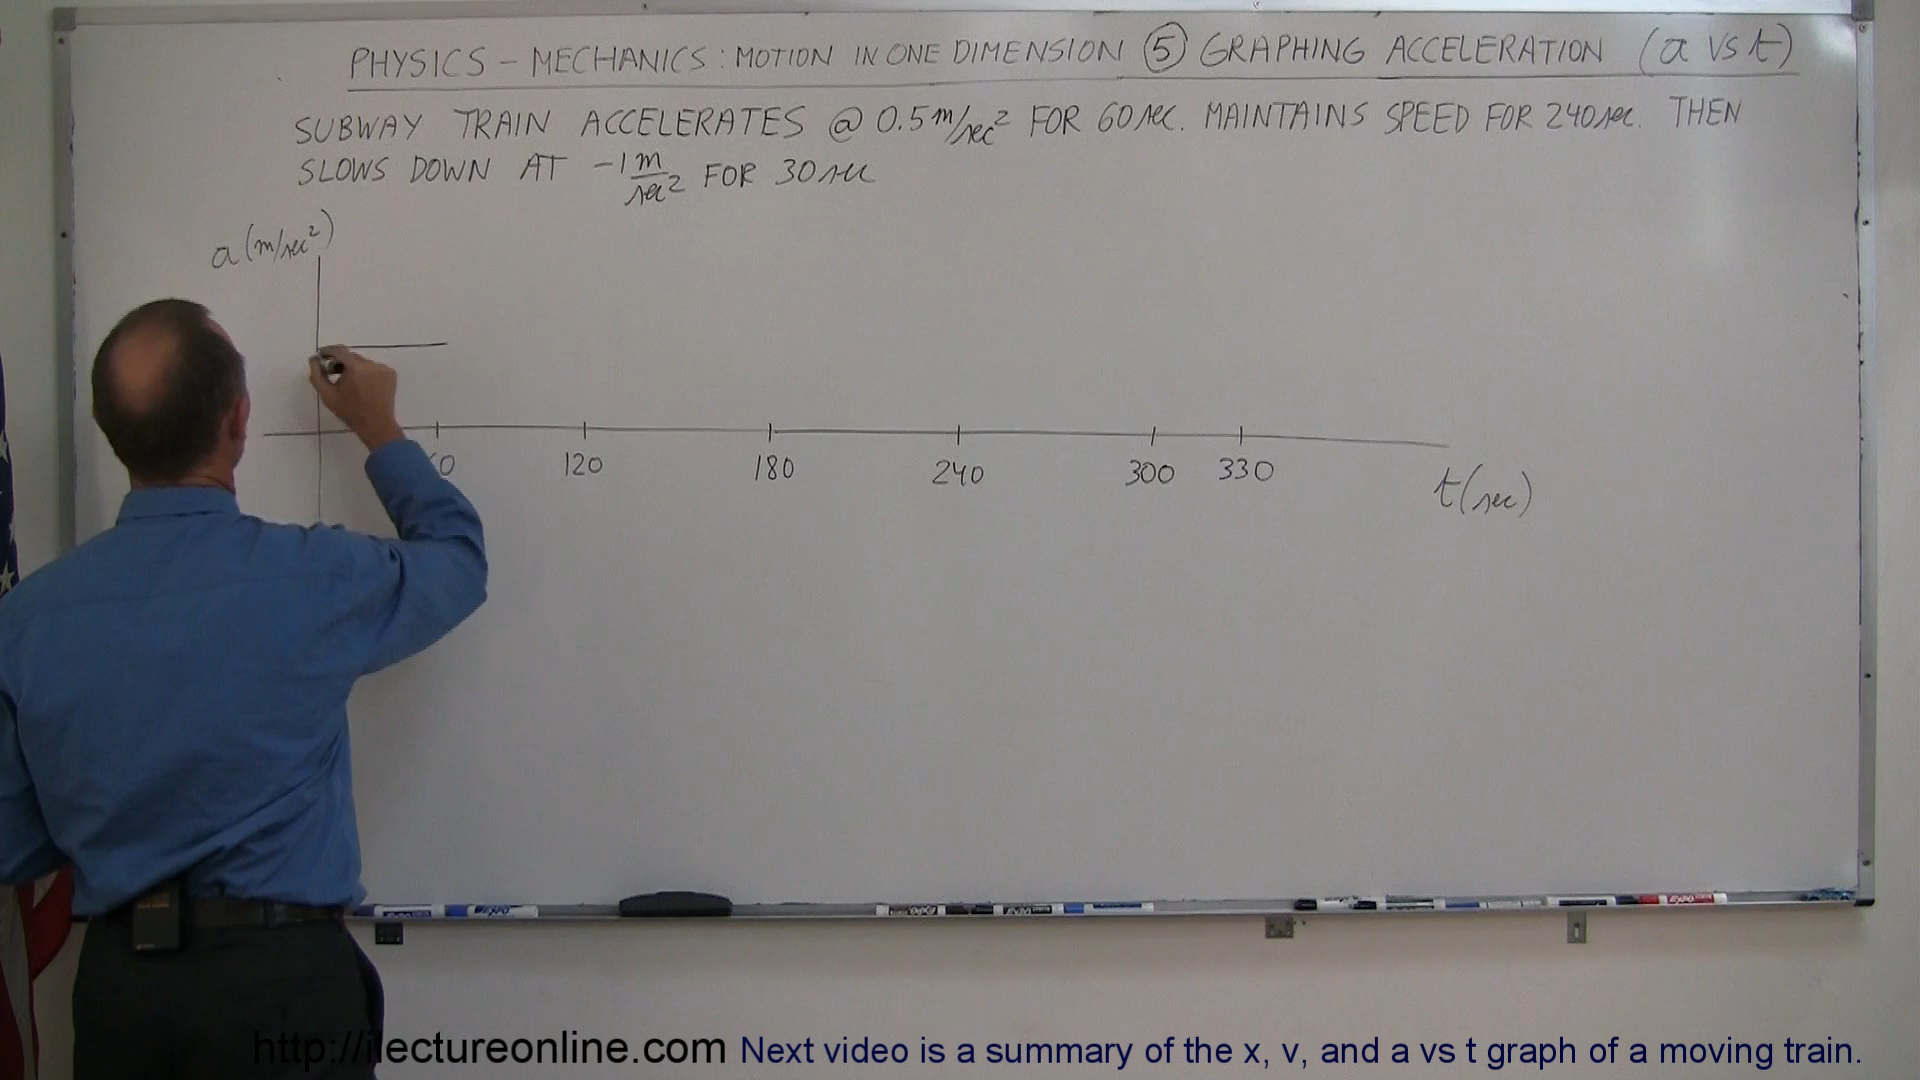 PHYSICS - MECHANICS: MOTION IN ONE DIMENSION ⑤ GRAPHING ACCELERATION (a vs t)
SUBWAY TRAIN ACCELERATES @ 0.5 m/sec² FOR 60 sec. MAINTAINS SPEED FOR 240 sec. THEN
SLOWS DOWN AT -1 m/sec² FOR 30 sec
a (m/sec²)
120 180 240 300 330
t (sec)
http://ilectureonline.com Next video is a summary of the x, v, and a vs t graph of a moving train.